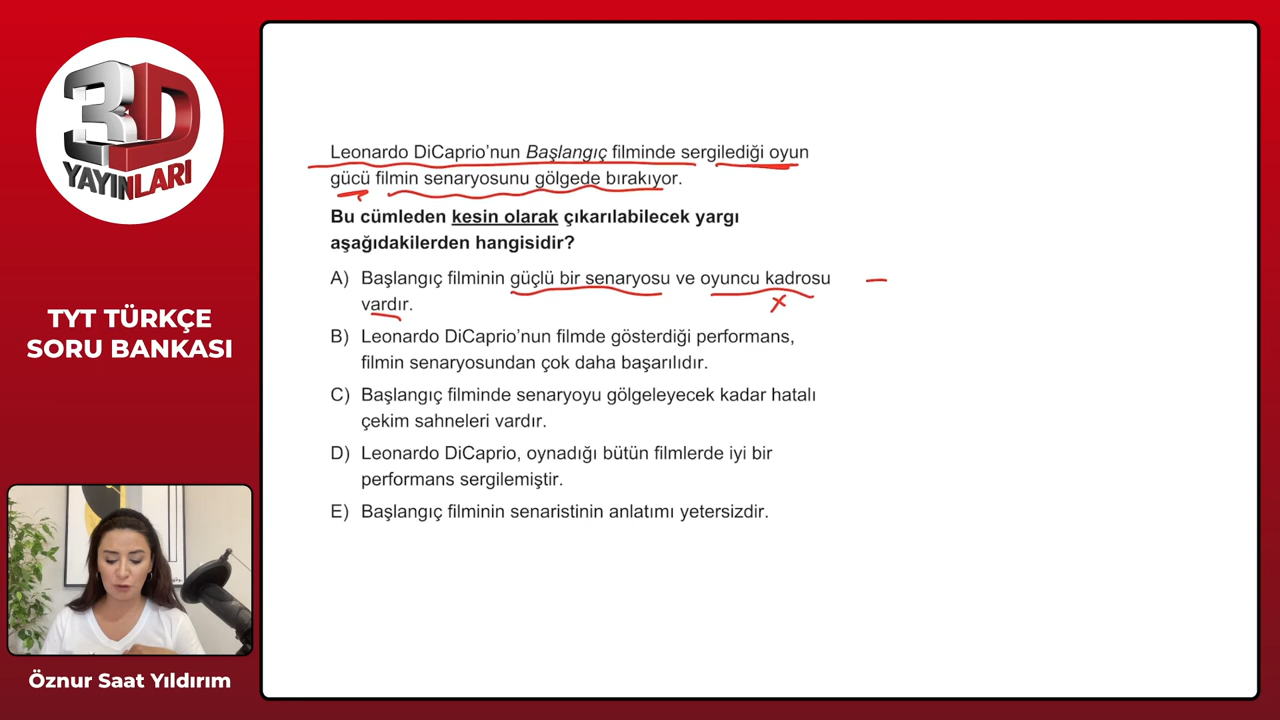 3D
YAYINLARI
TYT TÜRKÇE
SORU BANKASI
Öznur Saat Yıldırım
Leonardo DiCaprio’nun Başlangıç filminde sergilediği oyun
gücü filmin senaryosunu gölgede bırakıyor.
Bu cümleden kesin olarak çıkarılabilecek yargı
aşağıdakilerden hangisidir?
A) Başlangıç filminin güçlü bir senaryosu ve oyuncu kadrosu
vardır.
B) Leonardo DiCaprio’nun filmde gösterdiği performans,
filmin senaryosundan çok daha başarılıdır.
C) Başlangıç filminde senaryoyu gölgeleyecek kadar hatalı
çekim sahneleri vardır.
D) Leonardo DiCaprio, oynadığı bütün filmlerde iyi bir
performans sergilemiştir.
E) Başlangıç filminin senaristinin anlatımı yetersizdir.